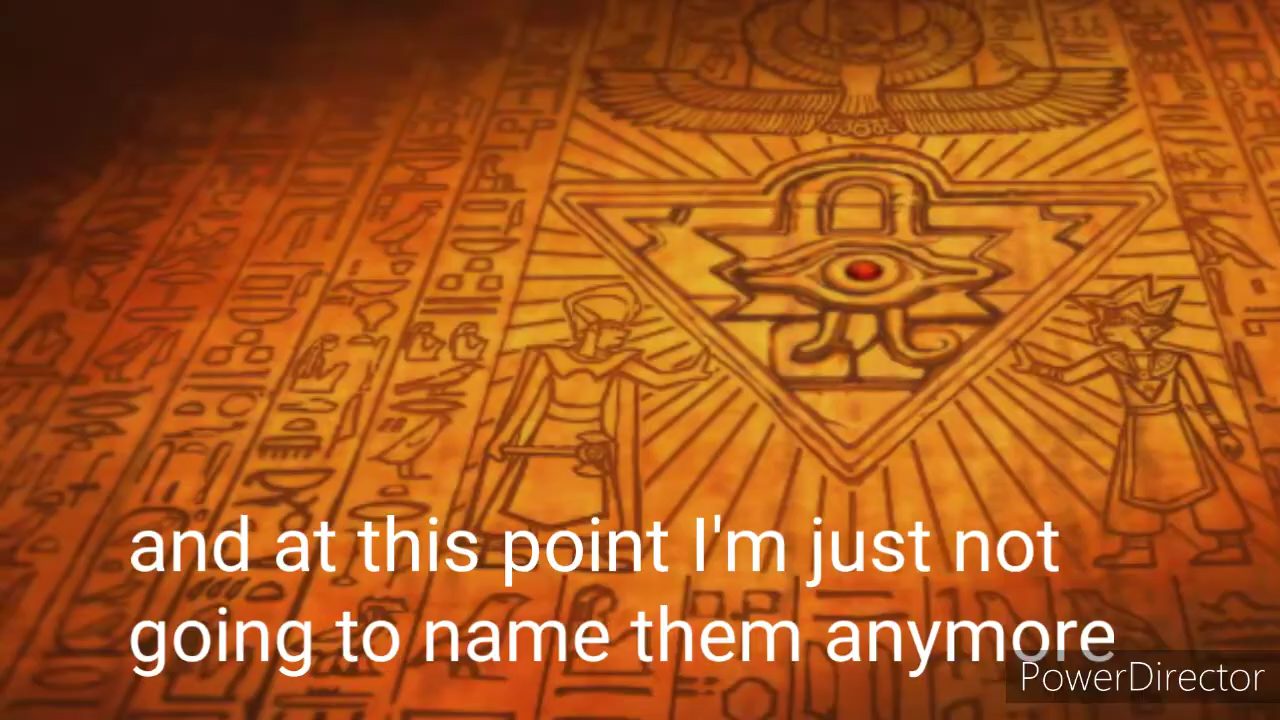 and at this point I'm just not
going to name them anymore
PowerDirector